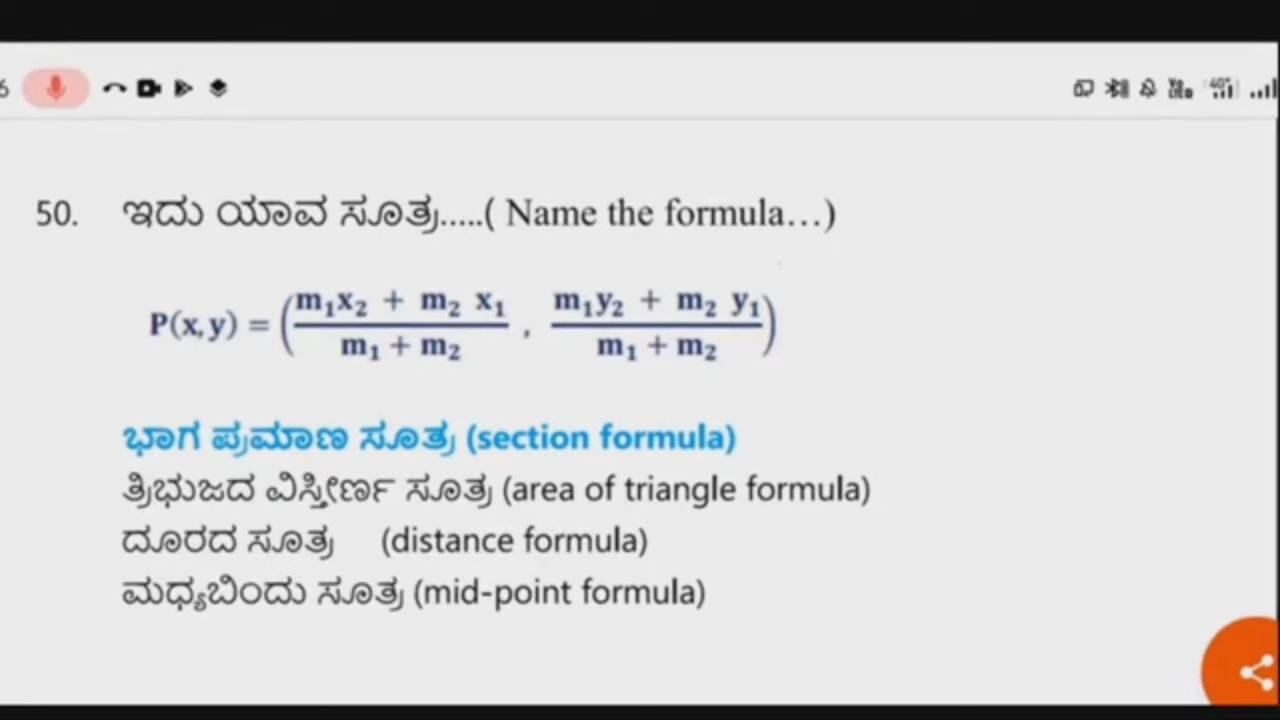 6
50. ಇದು ಯಾವ ಸೂತ್ರ.....( Name the formula...)
P(x, y) = (m₁x₂ + m₂ x₁ / m₁ + m₂ , m₁y₂ + m₂ y₁ / m₁ + m₂)
ಭಾಗ ಪ್ರಮಾಣ ಸೂತ್ರ (section formula)
ತ್ರಿಭುಜದ ವಿಸ್ತೀರ್ಣ ಸೂತ್ರ (area of triangle formula)
ದೂರದ ಸೂತ್ರ (distance formula)
ಮಧ್ಯಬಿಂದು ಸೂತ್ರ (mid-point formula)